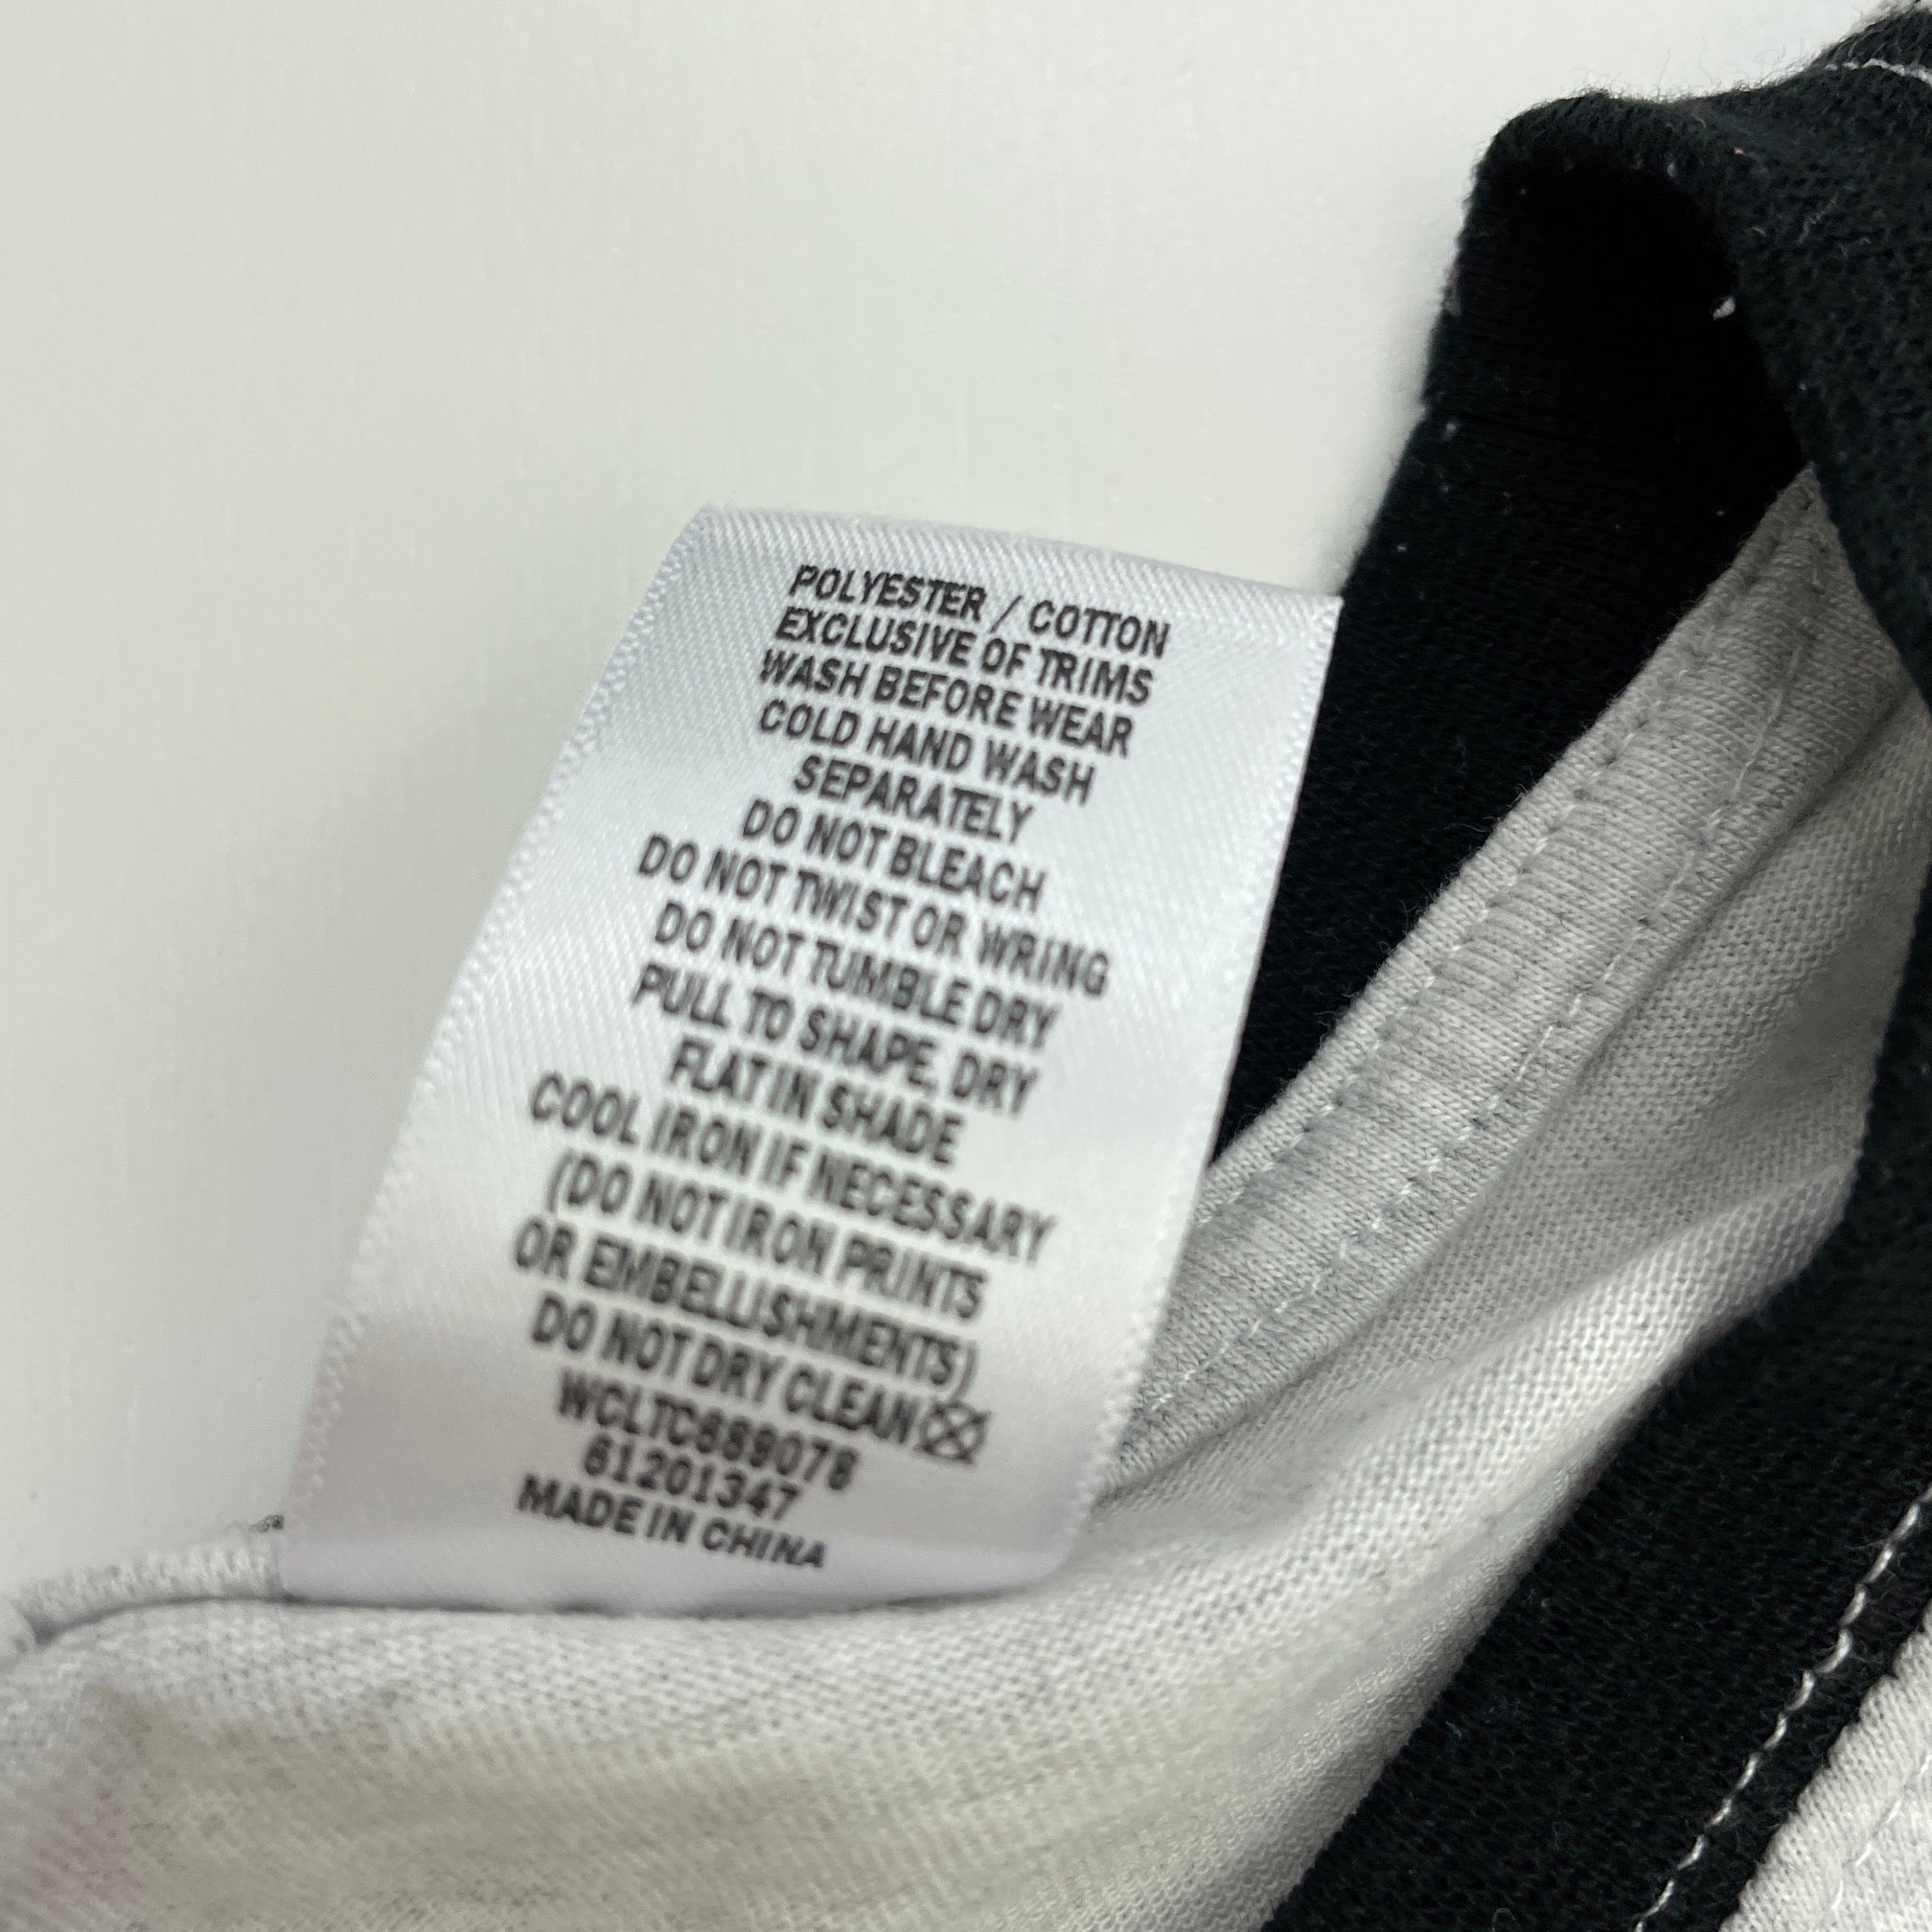 POLYESTER / COTTON
EXCLUSIVE OF TRIMS
WASH BEFORE WEAR
COLD HAND WASH
SEPARATELY
DO NOT BLEACH
DO NOT TWIST OR WRING
DO NOT TUMBLE DRY
PULL TO SHAPE, DRY
FLAT IN SHADE
COOL IRON IF NECESSARY
(DO NOT IRON PRINTS
OR EMBELLISHMENTS)
DO NOT DRY CLEAN
61201347
MADE IN CHINA